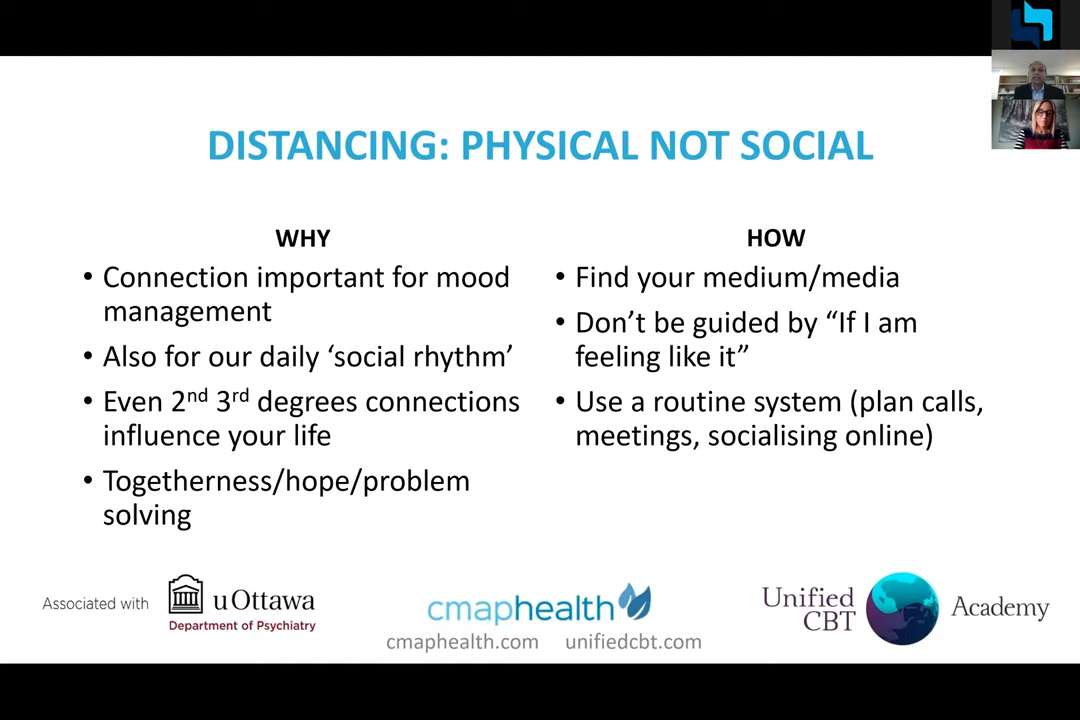 DISTANCING: PHYSICAL NOT SOCIAL
WHY
• Connection important for mood
management
• Also for our daily ‘social rhythm’
• Even 2nd 3rd degrees connections
influence your life
• Togetherness/hope/problem
solving
HOW
• Find your medium/media
• Don’t be guided by “If I am
feeling like it”
• Use a routine system (plan calls,
meetings, socialising online)
Associated with
uOttawa
Department of Psychiatry
cmaphealth
cmaphealth.com unifiedcbt.com
Unified
CBT
Academy